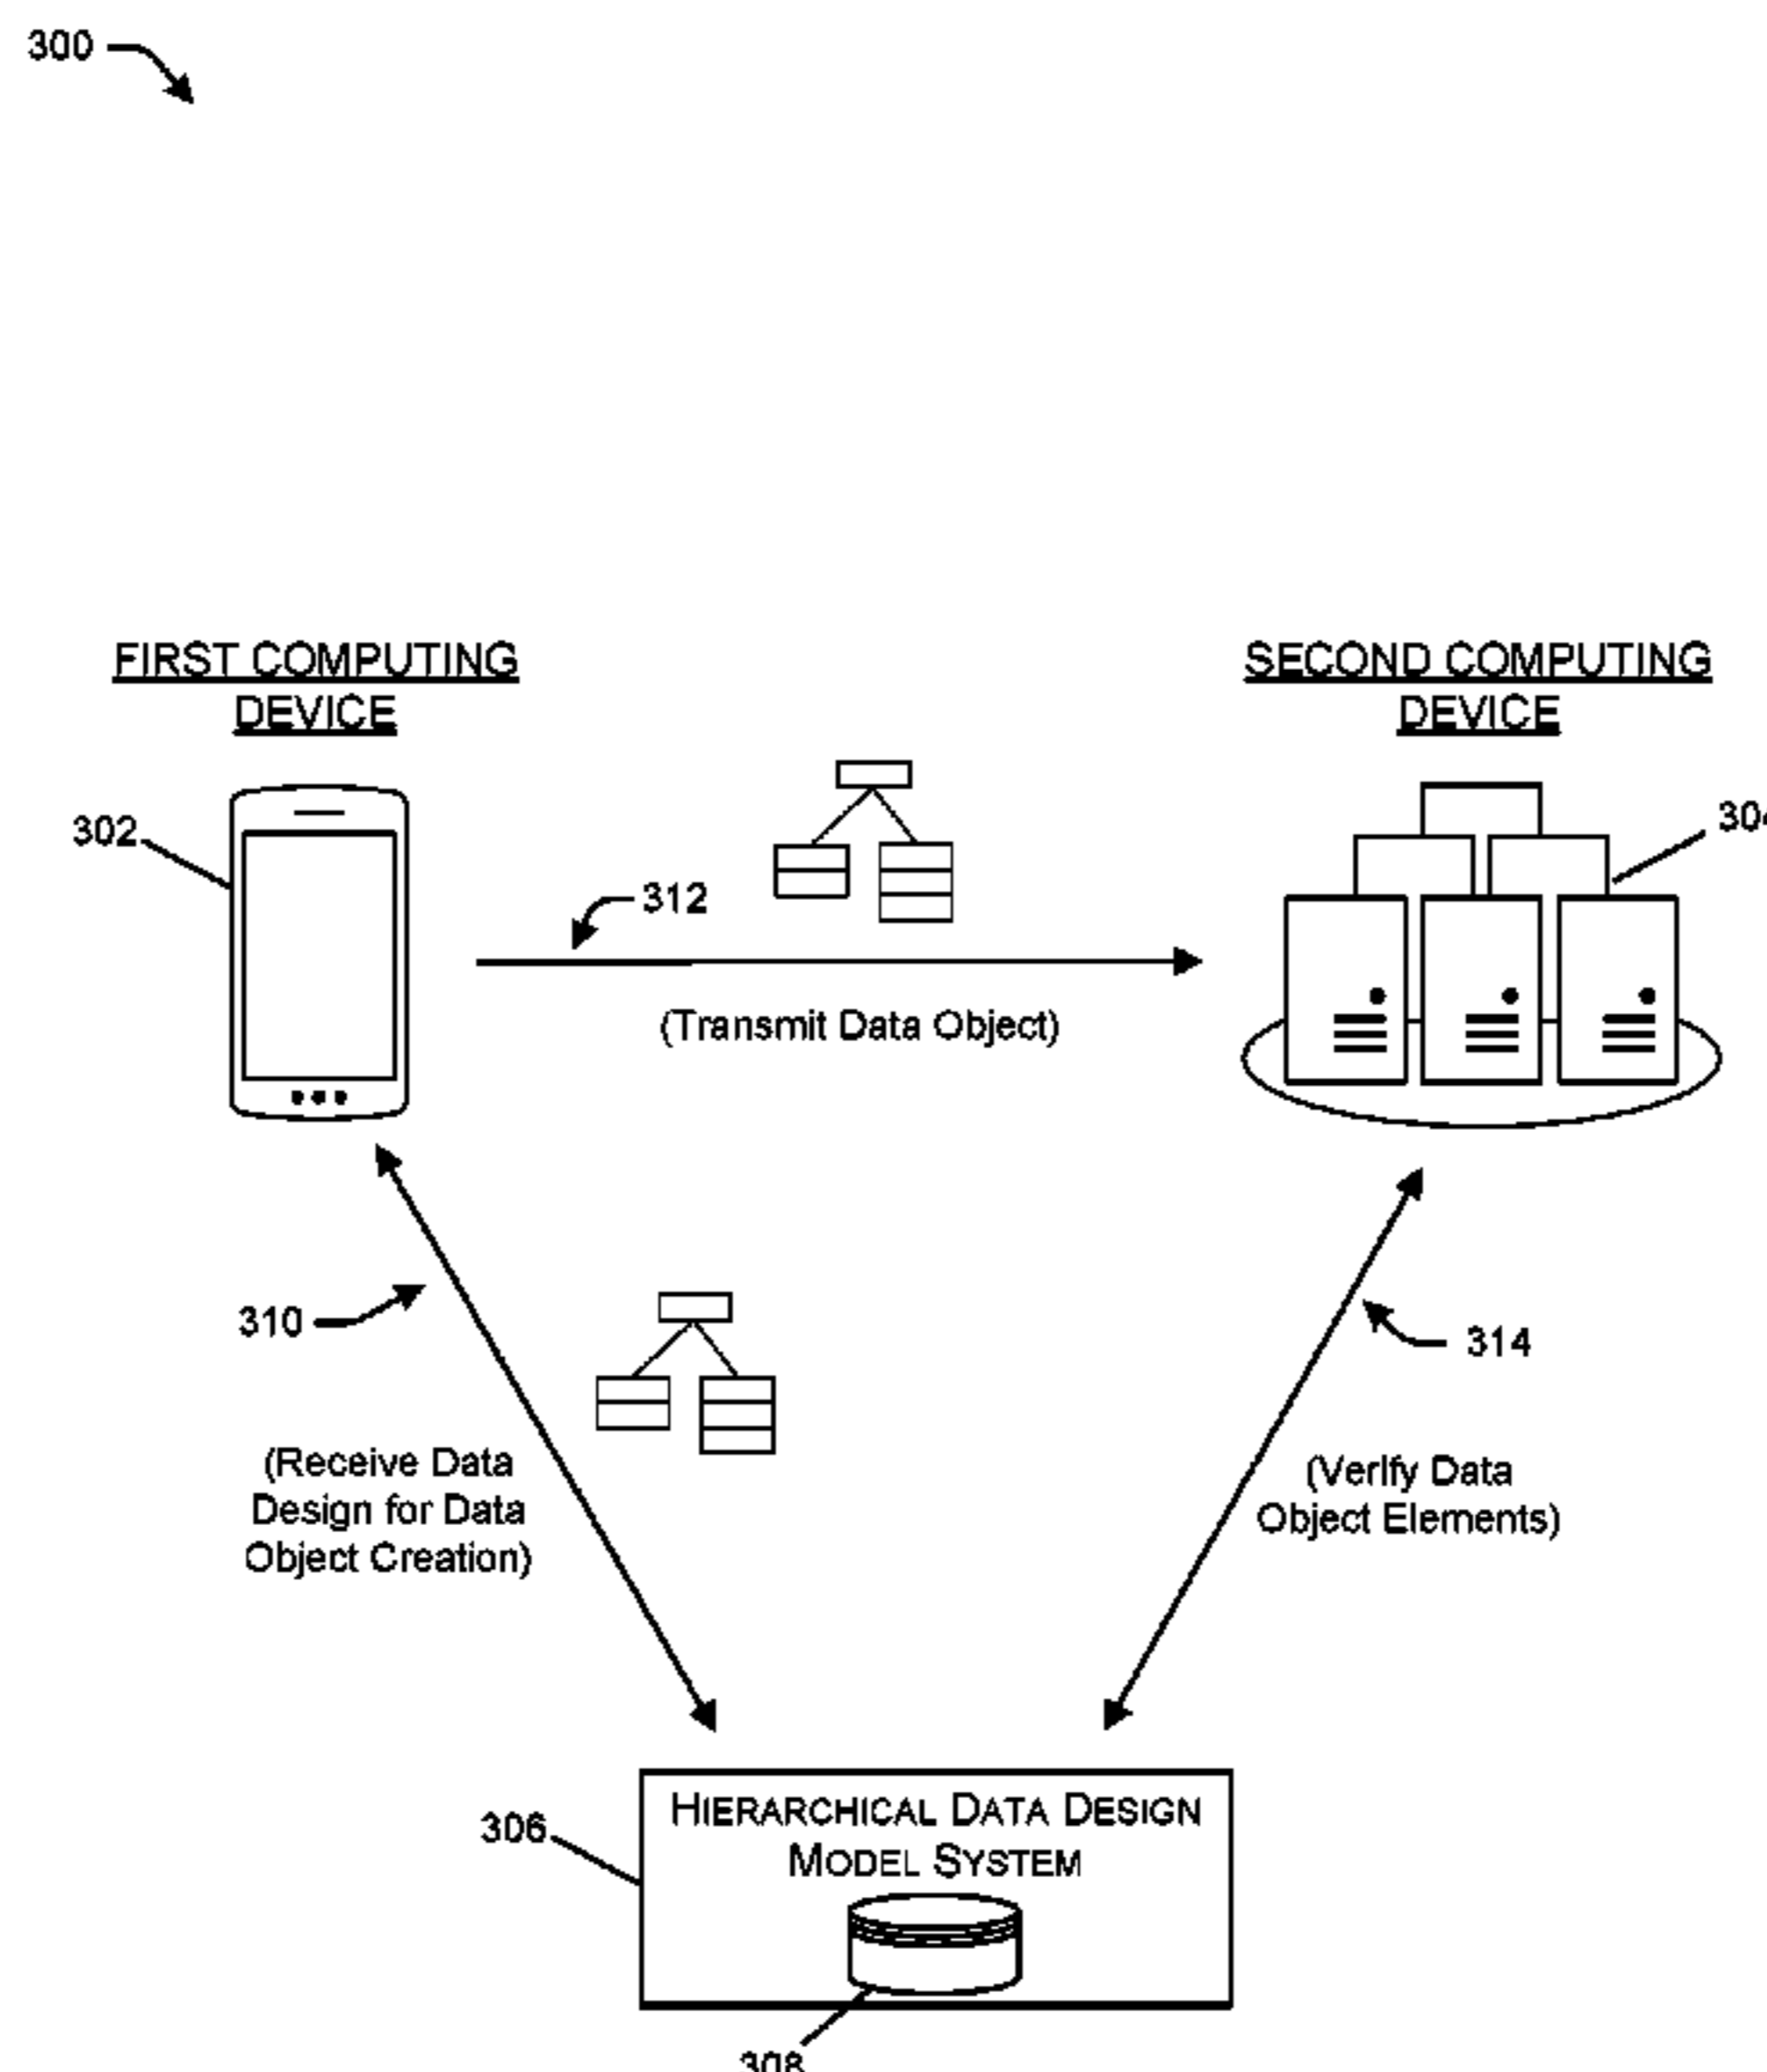 300
FIRST COMPUTING
DEVICE
SECOND COMPUTING
DEVICE
302
304
312
(Transmit Data Object)
310
314
(Receive Data
Design for Data
Object Creation)
(Verify Data
Object Elements)
306
HIERARCHICAL DATA DESIGN
MODEL SYSTEM
308